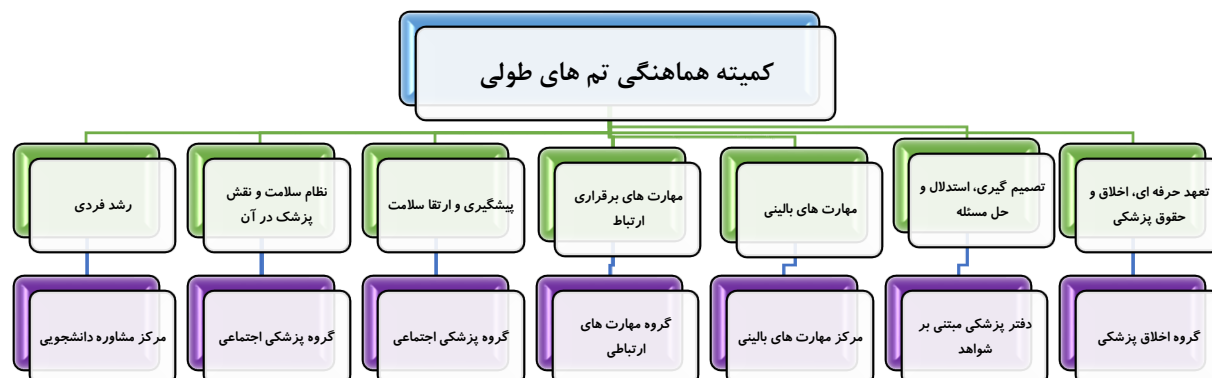 کمیته هماهنگی تم های طولی
تعهد حرفه ای، اخلاق و
حقوق پزشکی
تصمیم گیری، استدلال و
حل مسئله
مهارت های بالینی
مهارت های برقراری
ارتباط
پیشگیری و ارتقا سلامت
نظام سلامت و نقش
پزشک در آن
رشد فردی
گروه اخلاق پزشکی
دفتر پزشکی مبتنی بر
شواهد
مرکز مهارت های بالینی
گروه مهارت های
ارتباطی
گروه پزشکی اجتماعی
گروه پزشکی اجتماعی
مرکز مشاوره دانشجویی